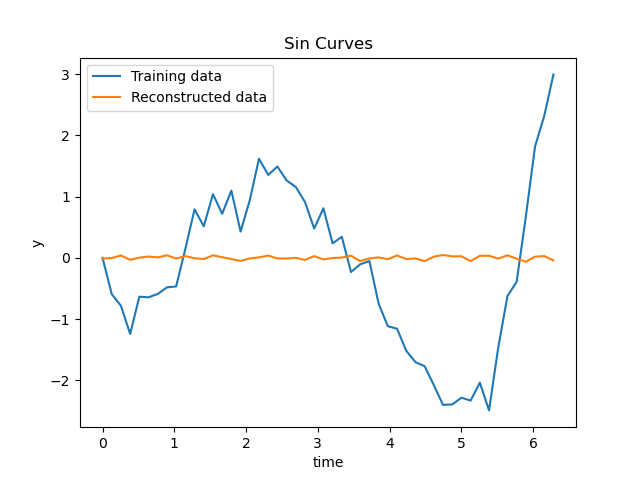 Sin Curves
Training data
Reconstructed data
3
2
1
0
−1
−2
y
0 1 2 3 4 5 6
time